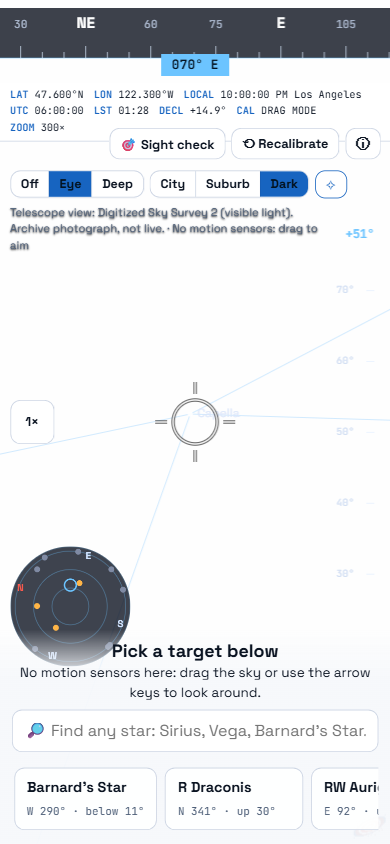 30 NE 60 75 E 105
070° E
LAT 47.600°N LON 122.300°W LOCAL 10:00:00 PM Los Angeles
UTC 06:00:00 LST 01:28 DECL +14.9° CAL DRAG MODE
ZOOM 300×
Sight check
Recalibrate
Off Eye Deep City Suburb Dark
Telescope view: Digitized Sky Survey 2 (visible light).
Archive photograph, not live. · No motion sensors: drag to
aim
+51°
70°
60°
Capella
1×
50°
40°
30°
E
N
S
W
Pick a target below
No motion sensors here: drag the sky or use the arrow
keys to look around.
Find any star: Sirius, Vega, Barnard's Star.
Barnard's Star R Draconis RW Auri
W 290° · below 11° N 341° · up 30° E 92° ·